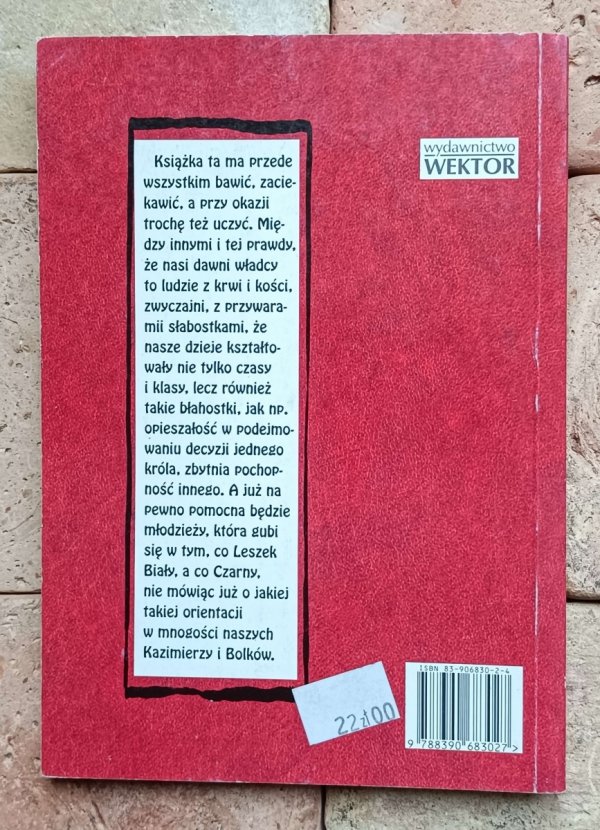 Książka ta ma przede
wszystkim bawić, zacie-
kawić, a przy okazji
trochę też uczyć. Mię-
dzy innymi i tej prawdy,
że nasi dawni władcy
to ludzie z krwi i kości,
zwyczajni, z przywara-
mii słabostkami, że
nasze dzieje kształto-
wały nie tylko czasy
i klasy, lecz również
takie błahostki, jak np.
opieszałość w podejmo-
waniu decyzji jednego
króla, zbytnia pochop-
ność innego. A już na
pewno pomocna będzie
młodzieży, która gubi
się w tym, co Leszek
Biały, a co Czarny,
nie mówiąc już o jakiej
takiej orientacji
w mnogości naszych
Kazimierzy i Bolków.
wydawnictwo
WEKTOR
22zł00
ISBN 83-906830-2-4
9 788390 683027>